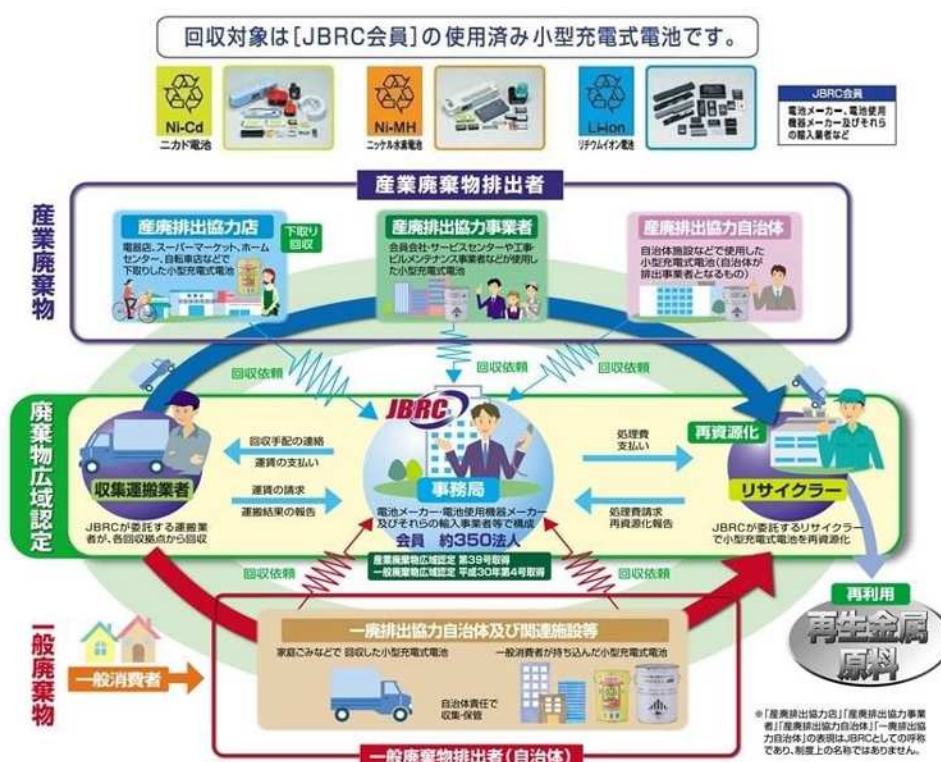 回収対象は[JBRC会員]の使用済み小型充電式電池です。
Ni-Cd
ニカド電池
Ni-MH
ニッケル水素電池
Li-ion
リチウムイオン電池
JBRC会員
電池メーカー、電池使用
機器メーカー及びそれら
の輸入業者など
産業廃棄物
産業廃棄物排出者
産廃排出協力店
電器店、スーパーマーケット、ホーム
センター、自転車店などで
下取りした小型充電式電池
下取り
回収
産廃排出協力事業者
会員会社・サービスセンターや工事・
ビルメンテナンス事業者などが使用し
た小型充電式電池
産廃排出協力自治体
自治体施設などで使用した
小型充電式電池(自治体が
排出事業者となるもの)
回収依頼
回収依頼
回収依頼
廃棄物広域認定
収集運搬業者
JBRCが委託する運搬業
者が、各回収拠点から回収
回収手配の連絡
運賃の支払い
運賃の請求
運搬結果の報告
JBRC
事務局
電池メーカー・電池使用機器メーカー
及びそれらの輸入事業者等で構成
会員 約350法人
産業廃棄物広域認定 第39号取得
一般廃棄物広域認定 平成30年第4号取得
処理費
支払い
処理費請求
再資源化報告
再資源化
リサイクラー
JBRCが委託するリサイクラー
で小型充電式電池を再資源化
回収依頼
回収依頼
再利用
再生金属
原料
一般廃棄物
一般消費者
一廃排出協力自治体及び関連施設等
家庭ごみなどで 回収した小型充電式電池
一般消費者が持ち込んだ小型充電式電池
自治体責任で
収集・保管
一般廃棄物排出者(自治体)
※「産廃排出協力店」「産廃排出協力事業
者」「産廃排出協力自治体」「一廃排出協
力自治体」の表現はJBRCとしての呼称
であり、制度上の名称ではありません。